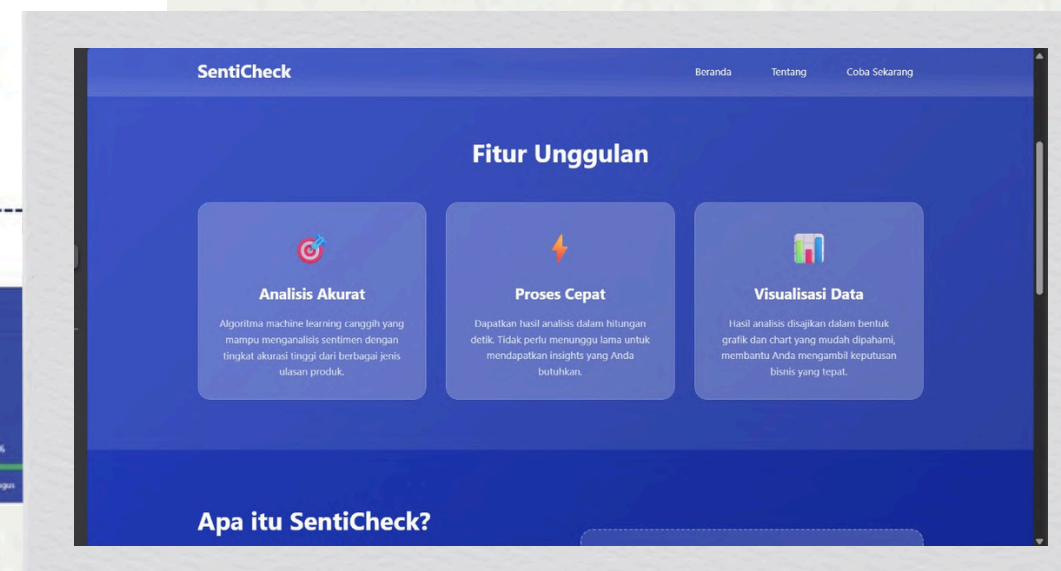 SentiCheck
Beranda Tentang Coba Sekarang
Fitur Unggulan
Analisis Akurat
Algoritma machine learning canggih yang
mampu menganalisis sentimen dengan
tingkat akurasi tinggi dari berbagai jenis
ulasan produk.
Proses Cepat
Dapatkan hasil analisis dalam hitungan
detik. Tidak perlu menunggu lama untuk
mendapatkan insights yang Anda
butuhkan.
Visualisasi Data
Hasil analisis disajikan dalam bentuk
grafik dan chart yang mudah dipahami,
membantu Anda mengambil keputusan
bisnis yang tepat.
Apa itu SentiCheck?